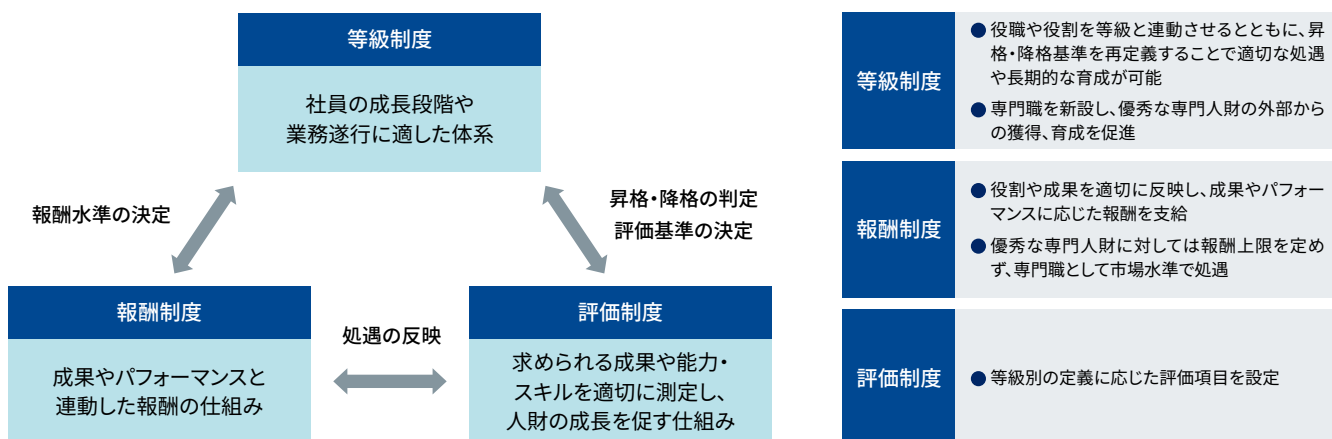 等級制度
社員の成長段階や
業務遂行に適した体系
報酬水準の決定
昇格・降格の判定
評価基準の決定
報酬制度
成果やパフォーマンスと
連動した報酬の仕組み
処遇の反映
評価制度
求められる成果や能力・
スキルを適切に測定し、
人財の成長を促す仕組み
等級制度
● 役職や役割を等級と連動させるとともに、昇
格・降格基準を再定義することで適切な処遇
や長期的な育成が可能
● 専門職を新設し、優秀な専門人財の外部から
の獲得、育成を促進
報酬制度
● 役割や成果を適切に反映し、成果やパフォー
マンスに応じた報酬を支給
● 優秀な専門人財に対しては報酬上限を定め
ず、専門職として市場水準で処遇
評価制度
● 等級別の定義に応じた評価項目を設定